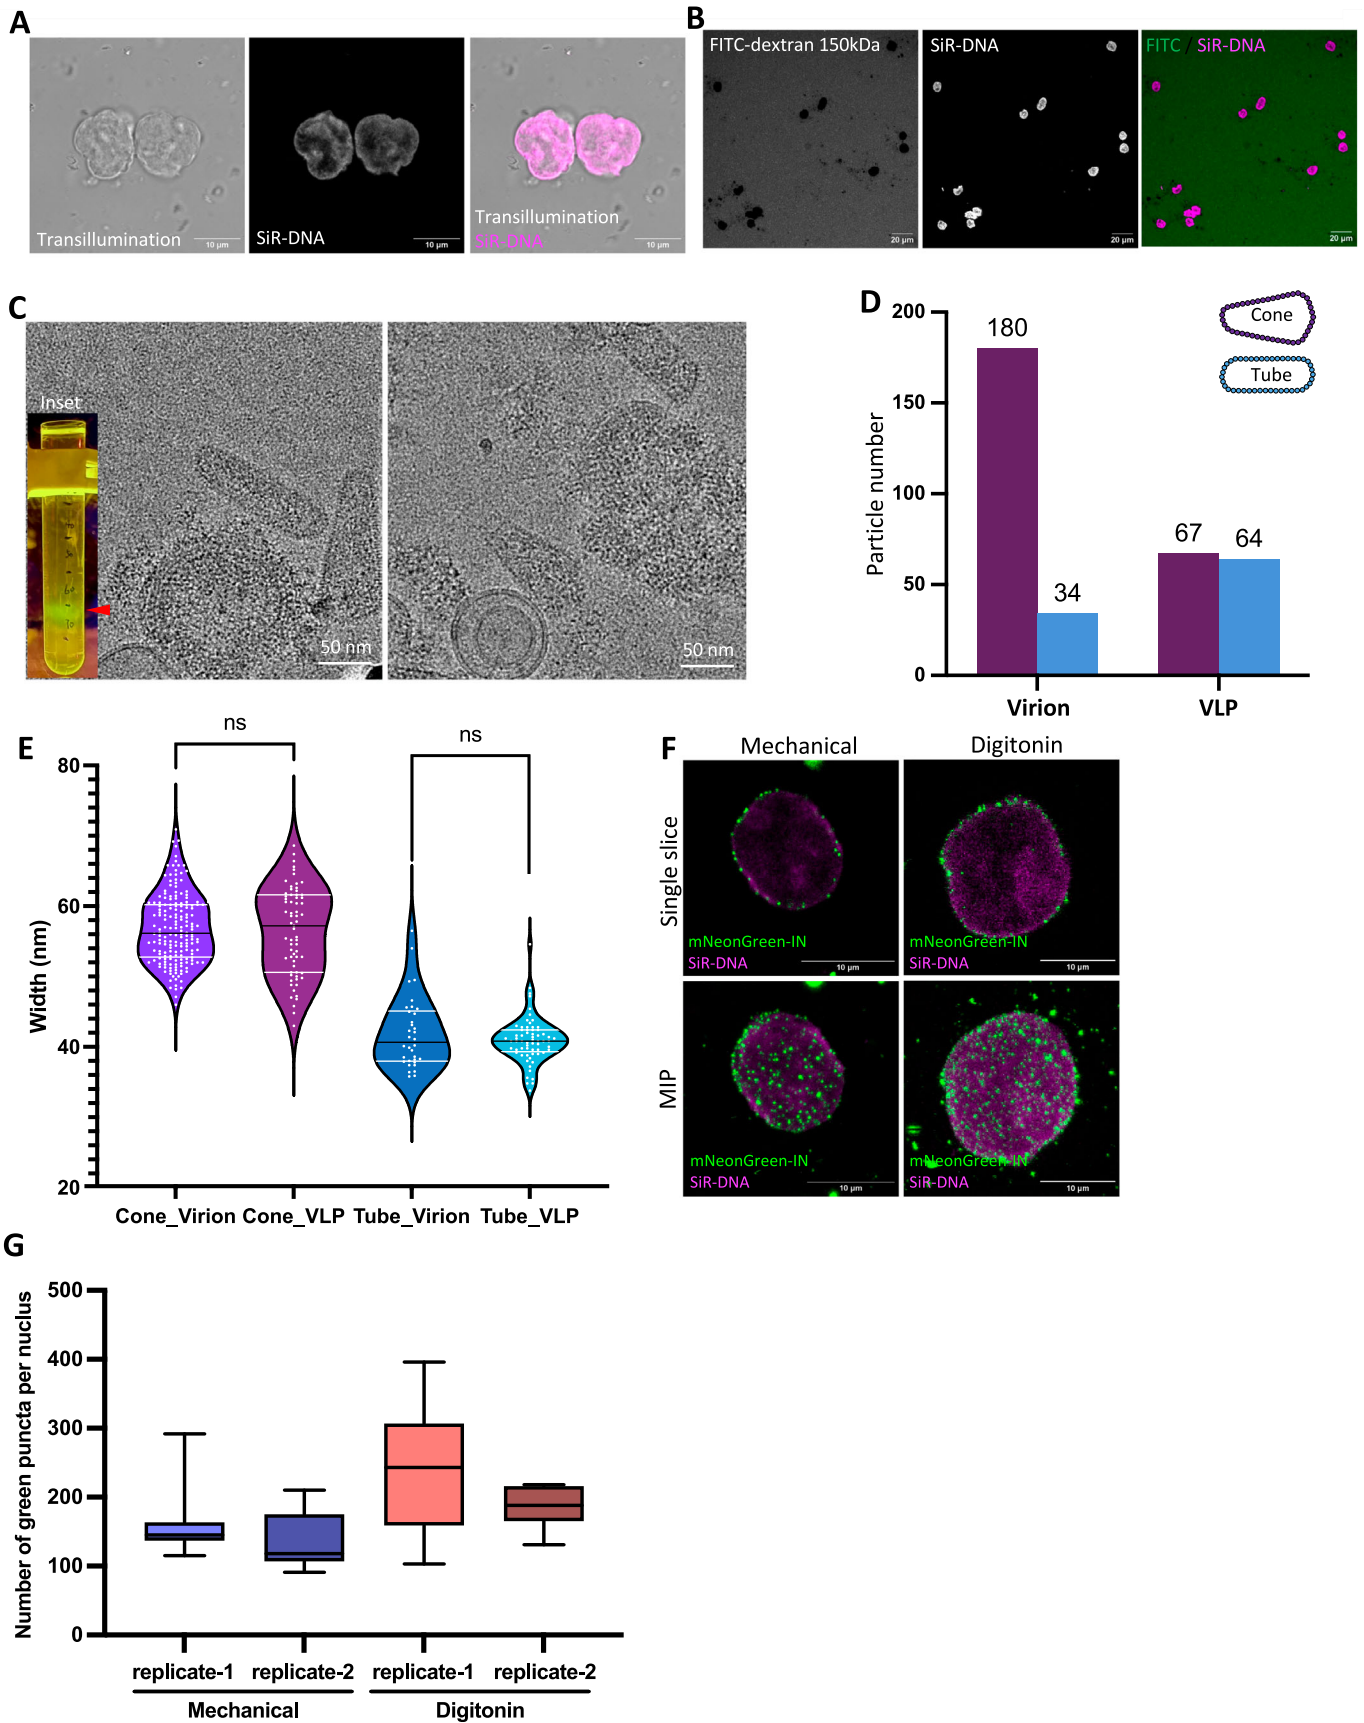 A
Transillumination
10 µm
SiR-DNA
10 µm
Transillumination
SiR-DNA
10 µm
B
FITC-dextran 150kDa
20 µm
SiR-DNA
20 µm
FITC / SiR-DNA
20 µm
C
Inset
50 nm
50 nm
D
Particle number
200
150
100
50
0
180
34
67
64
Cone
Tube
Virion
VLP
E
Width (nm)
80
60
40
20
ns
ns
Cone_Virion
Cone_VLP
Tube_Virion
Tube_VLP
F
Mechanical
Digitonin
Single slice
mNeonGreen-IN
SiR-DNA
10 µm
mNeonGreen-IN
SiR-DNA
10 µm
MIP
mNeonGreen-IN
SiR-DNA
10 µm
mNeonGreen-IN
SiR-DNA
10 µm
G
Number of green puncta per nuclus
500
400
300
200
100
0
replicate-1
replicate-2
replicate-1
replicate-2
Mechanical
Digitonin